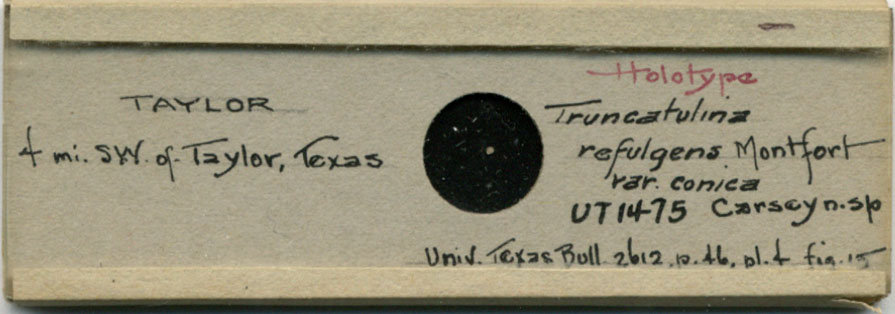 TAYLOR
4 mi. SW. of Taylor, Texas
Holotype
Truncatulina
refulgens Montfort
var. conica
UT1475 Carsey n.sp
Univ. Texas Bull. 2612, p. 46, pl. 4 fig. 15